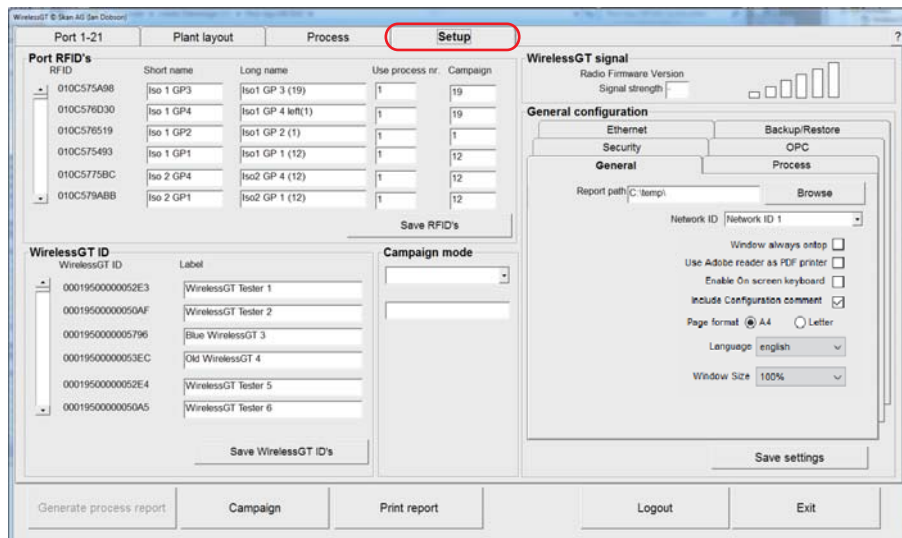 WirelessGT © Skan AG (Ian Dobson)
Port 1-21 Plant layout Process Setup ?
Port RFID's
RFID Short name Long name Use process nr. Campaign
010C575A98 Iso 1 GP3 Iso1 GP 3 (19) 1 19
010C576D30 Iso 1 GP4 Iso1 GP 4 left(1) 1 19
010C576519 Iso 1 GP2 Iso1 GP 2 (1) 1 1
010C575493 Iso 1 GP1 Iso1 GP 1 (12) 1 12
010C5775BC Iso 2 GP4 Iso2 GP 4 (12) 1 12
010C579ABB Iso 2 GP1 Iso2 GP 1 (12) 1 12
Save RFID's
WirelessGT ID
WirelessGT ID Label
00019500000052E3 WirelessGT Tester 1
00019500000050AF WirelessGT Tester 2
0001950000005796 Blue WirelessGT 3
00019500000053EC Old WirelessGT 4
00019500000052E4 WirelessGT Tester 5
00019500000050A5 WirelessGT Tester 6
Save WirelessGT ID's
Campaign mode
WirelessGT signal
Radio Firmware Version
Signal strength -
General configuration
Ethernet Backup/Restore
Security OPC
General Process
Report path C:\temp\ Browse
Network ID Network ID 1
Window always ontop
Use Adobe reader as PDF printer
Enable On screen keyboard
Include Configuration comment
Page format A4 Letter
Language english
Window Size 100%
Save settings
Generate process report Campaign Print report Logout Exit